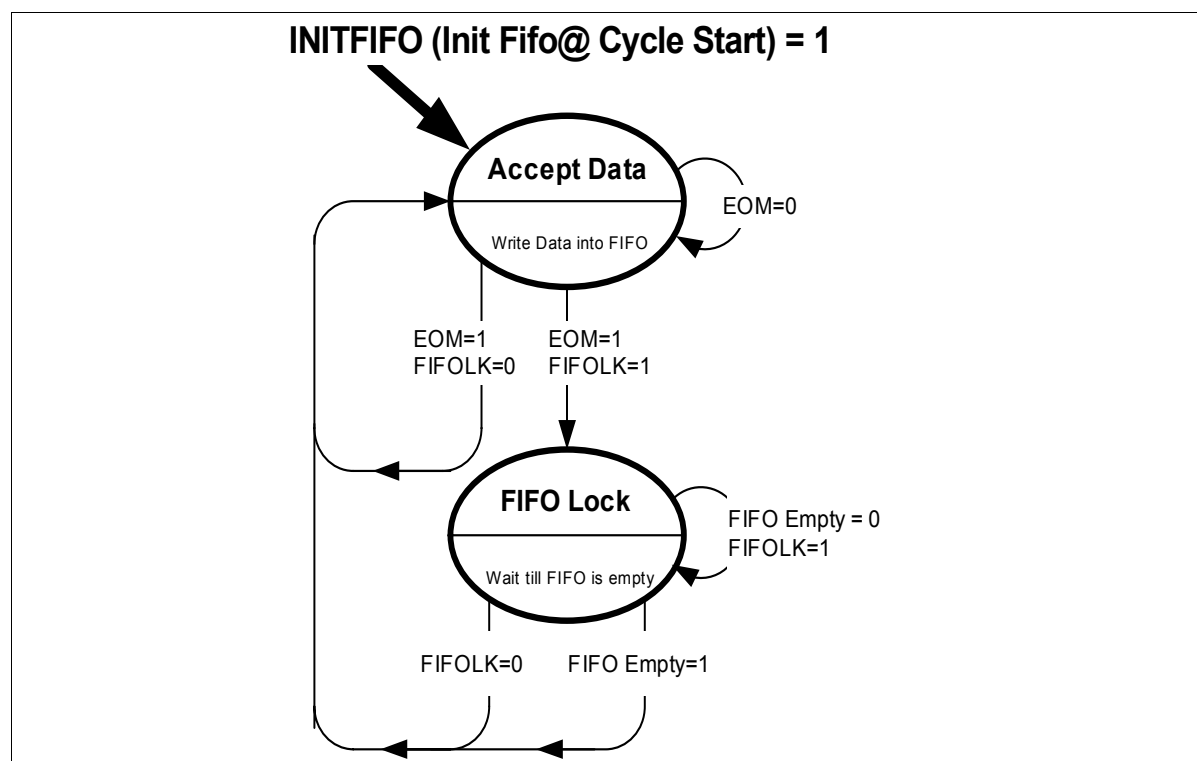 INITFIFO (Init Fifo@ Cycle Start) = 1
Accept Data
EOM=0
Write Data into FIFO
EOM=1
FIFOLK=0
EOM=1
FIFOLK=1
FIFO Lock
FIFO Empty = 0
FIFOLK=1
Wait till FIFO is empty
FIFOLK=0
FIFO Empty=1